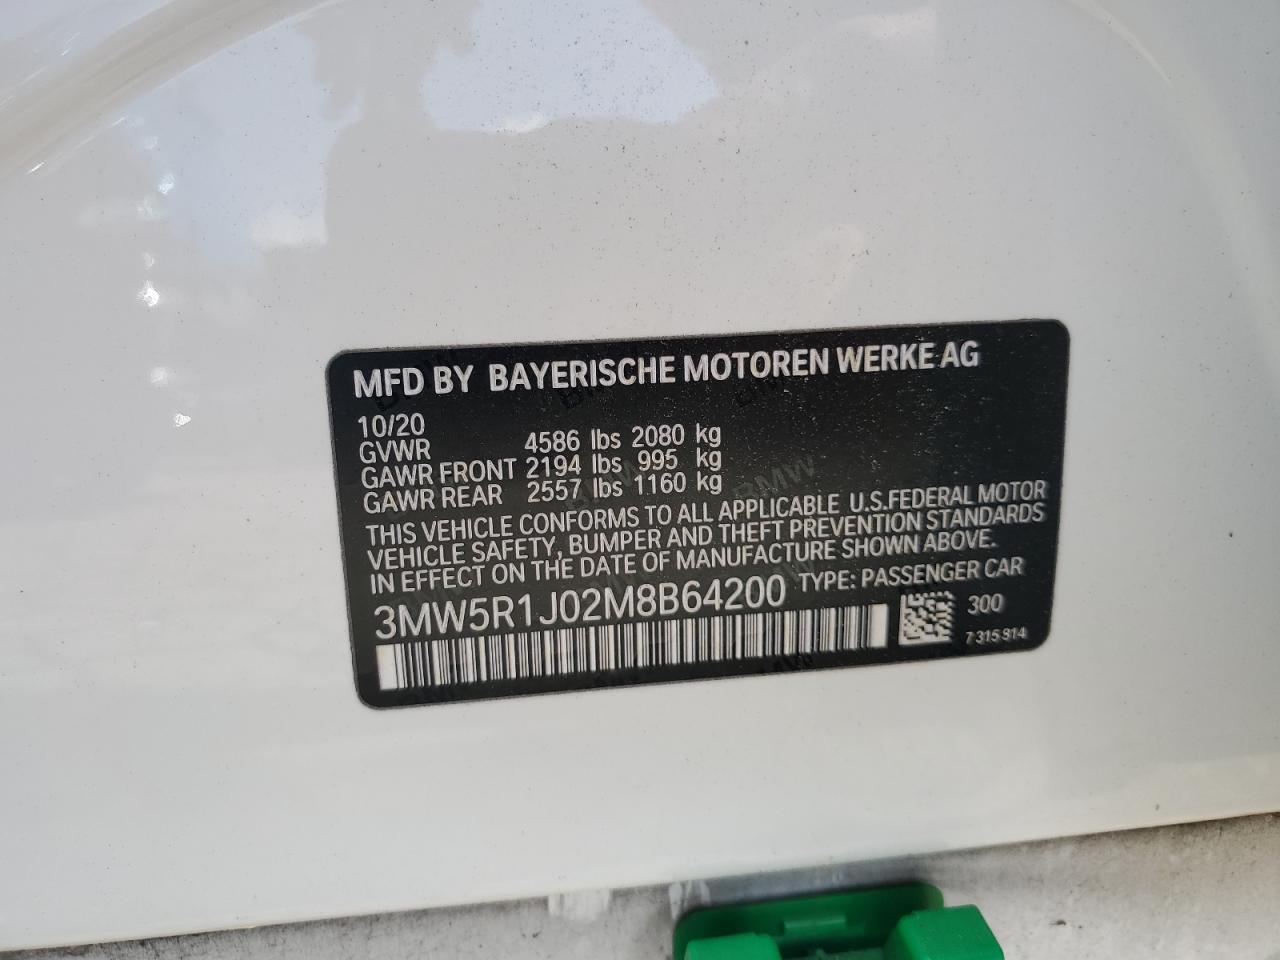 MFD BY BAYERISCHE MOTOREN WERKE AG
10/20
GVWR 4586 lbs 2080 kg
GAWR FRONT 2194 lbs 995 kg
GAWR REAR 2557 lbs 1160 kg
THIS VEHICLE CONFORMS TO ALL APPLICABLE U.S.FEDERAL MOTOR
VEHICLE SAFETY, BUMPER AND THEFT PREVENTION STANDARDS
IN EFFECT ON THE DATE OF MANUFACTURE SHOWN ABOVE.
3MW5R1J02M8B64200 TYPE: PASSENGER CAR
300
7 315 914